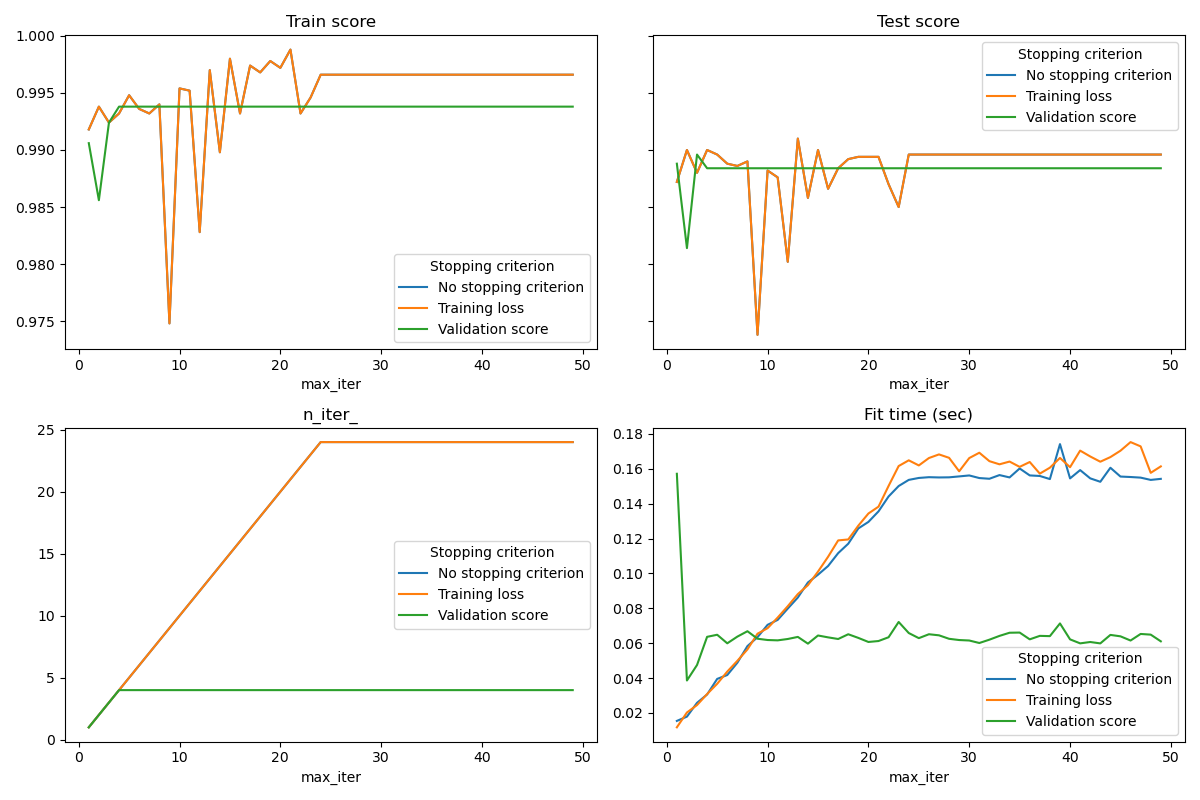 Train score
1.000
0.995
0.990
0.985
0.980
0.975
Stopping criterion
No stopping criterion
Training loss
Validation score
0 10 20 30 40 50
max_iter
Test score
Stopping criterion
No stopping criterion
Training loss
Validation score
0 10 20 30 40 50
max_iter
n_iter_
25
20
15
10
5
0
Stopping criterion
No stopping criterion
Training loss
Validation score
0 10 20 30 40 50
max_iter
Fit time (sec)
0.18
0.16
0.14
0.12
0.10
0.08
0.06
0.04
0.02
Stopping criterion
No stopping criterion
Training loss
Validation score
0 10 20 30 40 50
max_iter